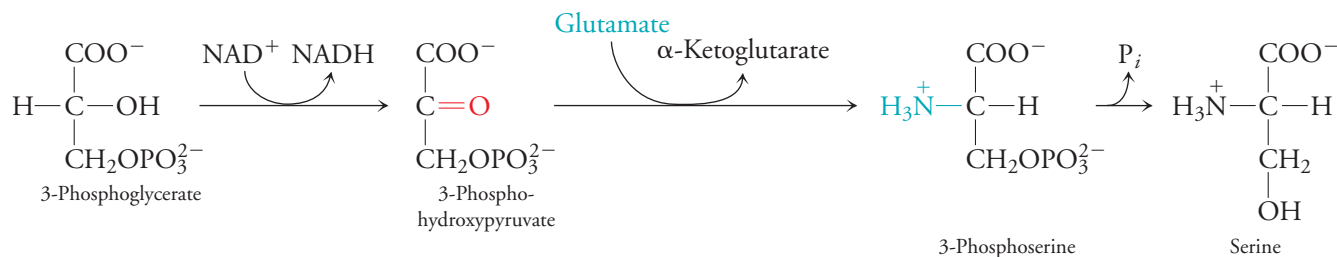 Glutamate
COO⁻ NAD⁺ NADH COO⁻ α-Ketoglutarate COO⁻ Pᵢ COO⁻
H—C—OH C=O H₃N⁺—C—H H₃N⁺—C—H
CH₂OPO₃²⁻ CH₂OPO₃²⁻ CH₂OPO₃²⁻ CH₂
3-Phosphoglycerate 3-Phospho-
hydroxypyruvate
OH
3-Phosphoserine Serine